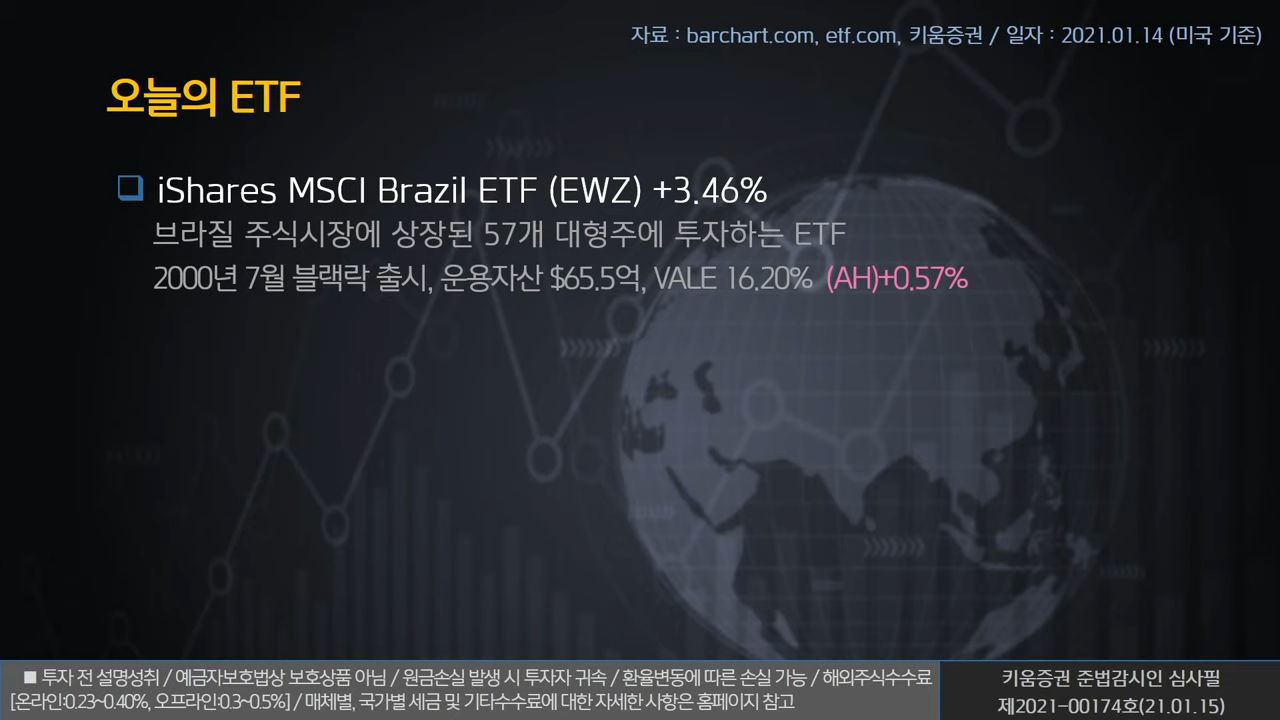 자료 : barchart.com, etf.com, 키움증권 / 일자 : 2021.01.14 (미국 기준)
오늘의 ETF
❑ iShares MSCI Brazil ETF (EWZ) +3.46%
브라질 주식시장에 상장된 57개 대형주에 투자하는 ETF
2000년 7월 블랙락 출시, 운용자산 $65.5억, VALE 16.20% (AH)+0.57%
■ 투자 전 설명성취 / 예금자보호법상 보호상품 아님 / 원금손실 발생 시 투자자 귀속 / 환율변동에 따른 손실 가능 / 해외주식수수료
[온라인:0.23~0.40%, 오프라인:0.3~0.5%] / 매체별, 국가별 세금 및 기타수수료에 대한 자세한 사항은 홈페이지 참고
키움증권 준법감시인 심사필
제2021-00174호(21.01.15)